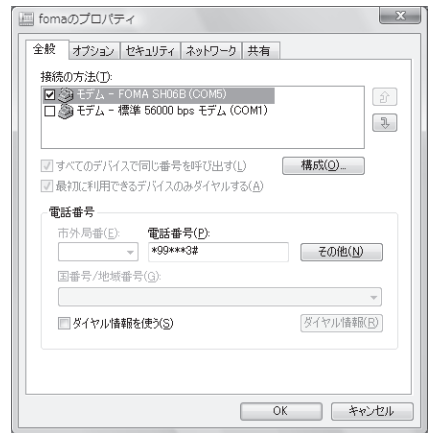 fomaのプロパティ
全般 オプション セキュリティ ネットワーク 共有
接続の方法(T):
モデム - FOMA SH06B (COM5)
モデム - 標準 56000 bps モデム (COM1)
すべてのデバイスで同じ番号を呼び出す(L) 構成(O)...
最初に利用できるデバイスのみダイヤルする(A)
電話番号
市外局番(E): 電話番号(P):
*99***3# その他(N)
国番号/地域番号(G):
ダイヤル情報を使う(S) ダイヤル情報(R)
OK キャンセル